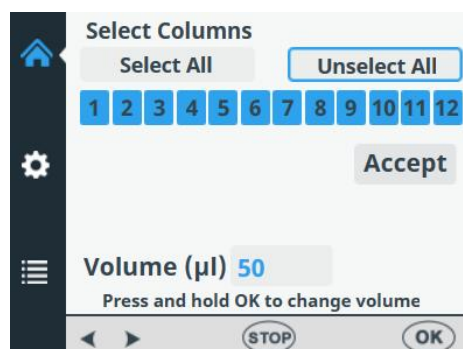 Select Columns
Select All Unselect All
1 2 3 4 5 6 7 8 9 10 11 12
Accept
Volume (µl) 50
Press and hold OK to change volume
STOP OK